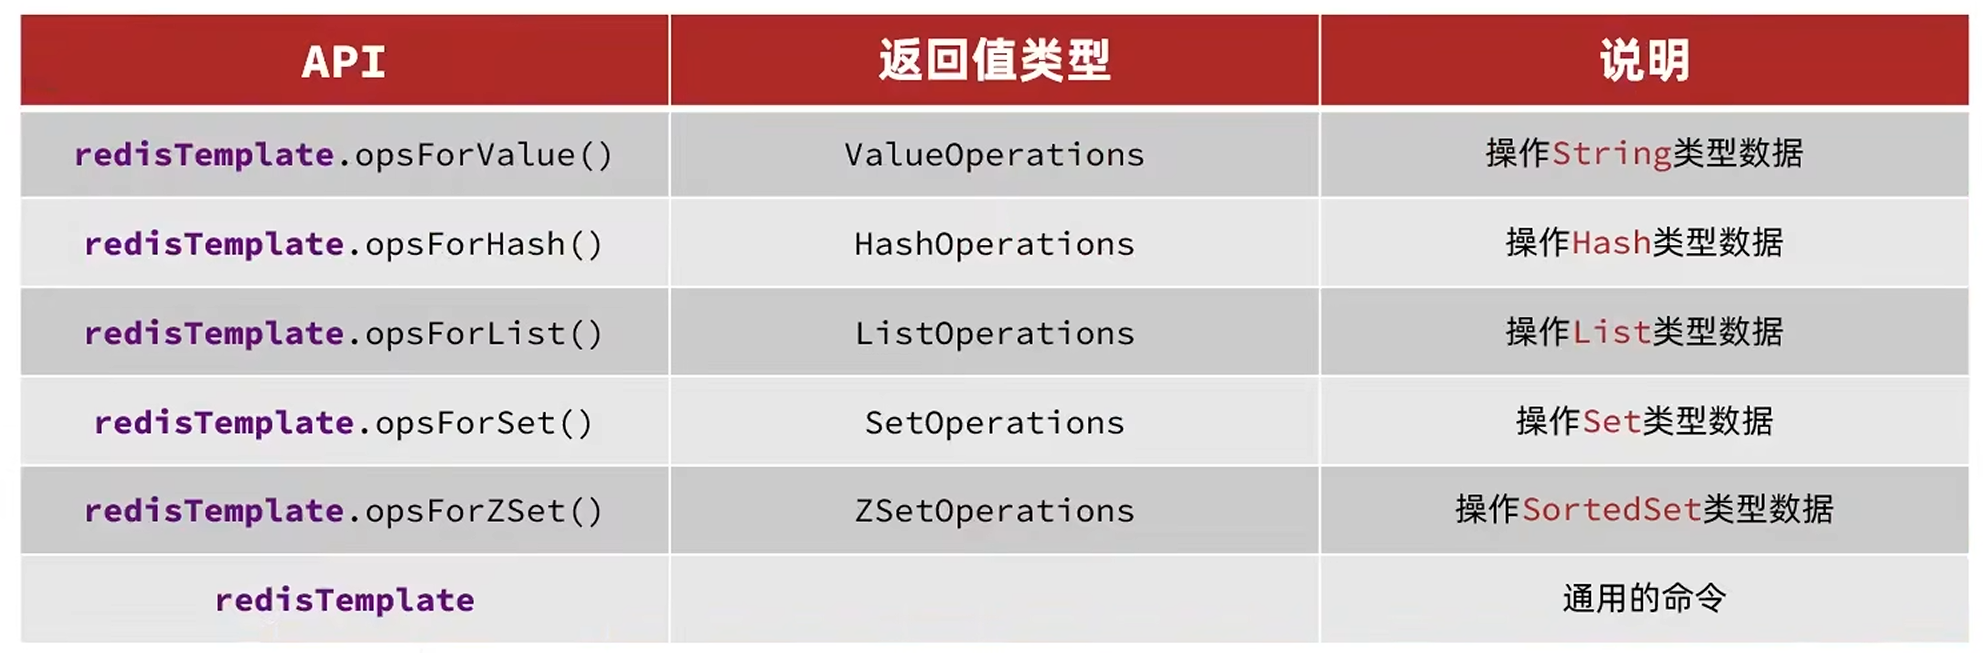 API 返回值类型 说明
redisTemplate.opsForValue() ValueOperations 操作String类型数据
redisTemplate.opsForHash() HashOperations 操作Hash类型数据
redisTemplate.opsForList() ListOperations 操作List类型数据
redisTemplate.opsForSet() SetOperations 操作Set类型数据
redisTemplate.opsForZSet() ZSetOperations 操作SortedSet类型数据
redisTemplate 通用的命令